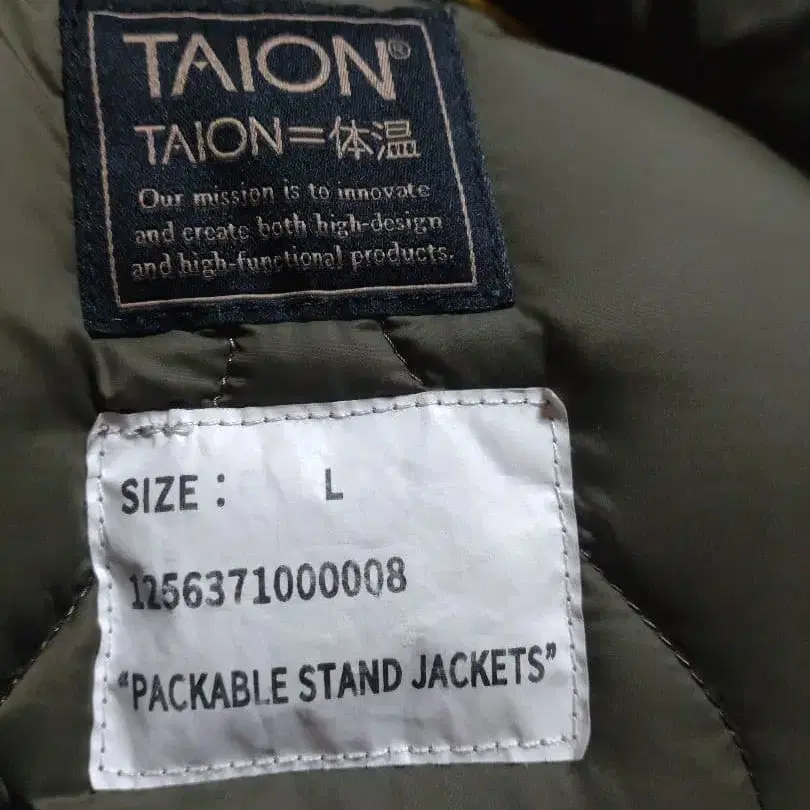 TAION®
TAION=体温
Our mission is to innovate
and create both high-design
and high-functional products.
SIZE : L
1256371000008
“PACKABLE STAND JACKETS”